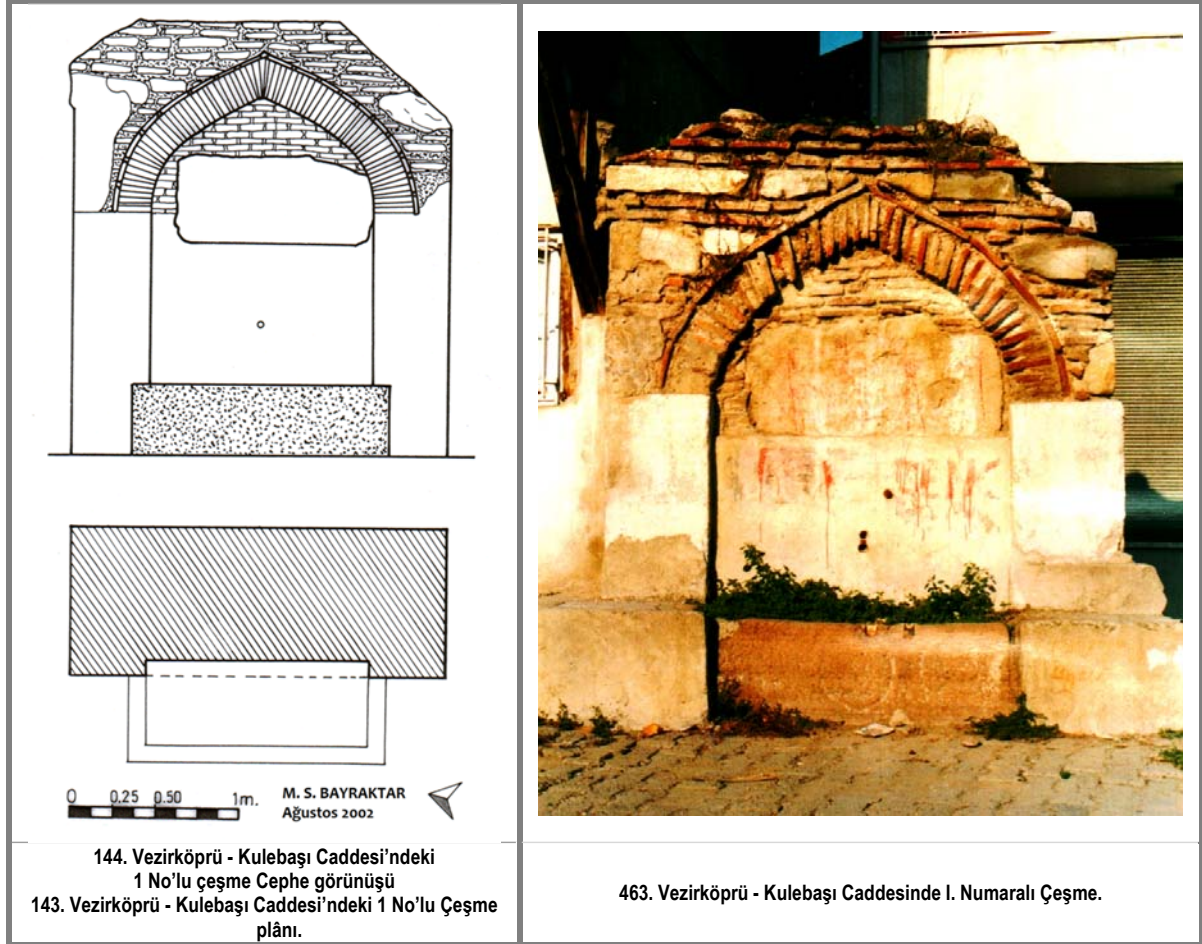 0 0,25 0.50 1m.
M. S. BAYRAKTAR
Ağustos 2002
144. Vezirköprü - Kulebaşı Caddesi’ndeki
1 No’lu çeşme Cephe görünüşü
143. Vezirköprü - Kulebaşı Caddesi’ndeki 1 No’lu Çeşme
plânı.
463. Vezirköprü - Kulebaşı Caddesinde I. Numaralı Çeşme.